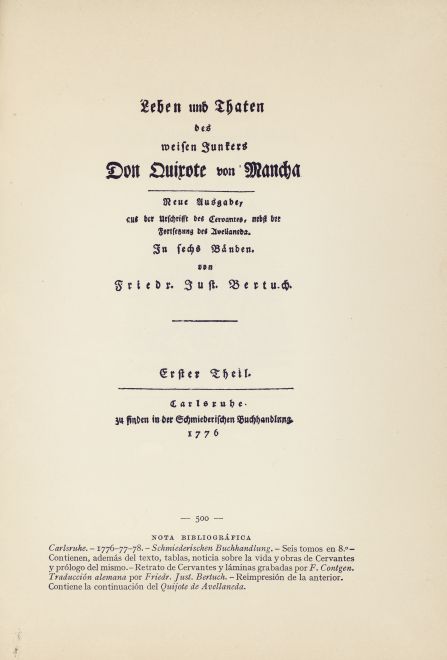 Leben und Thaten
des
weisen Junkers
Don Quixote von Mancha
Neue Ausgabe,
aus der Urschrifft des Cervantes, nebst der
Fortsetzung des Avellaneda.
In sechs Bänden.
von
Friedr. Just. Bertuch.
Erster Theil.
Carlsruhe.
zu finden in der Schmiederischen Buchhandlung.
1776
— 500 —
NOTA BIBLIOGRÁFICA
Carlsruhe. – 1776-77-78. – Schmiederischen Buchhandlung. – Seis tomos en 8.º –
Contienen, además del texto, tablas, noticia sobre la vida y obras de Cervantes
y prólogo del mismo. – Retrato de Cervantes y láminas grabadas por F. Contgen.
Traducción alemana por Friedr. Just. Bertuch. – Reimpresión de la anterior.
Contiene la continuación del Quijote de Avellaneda.